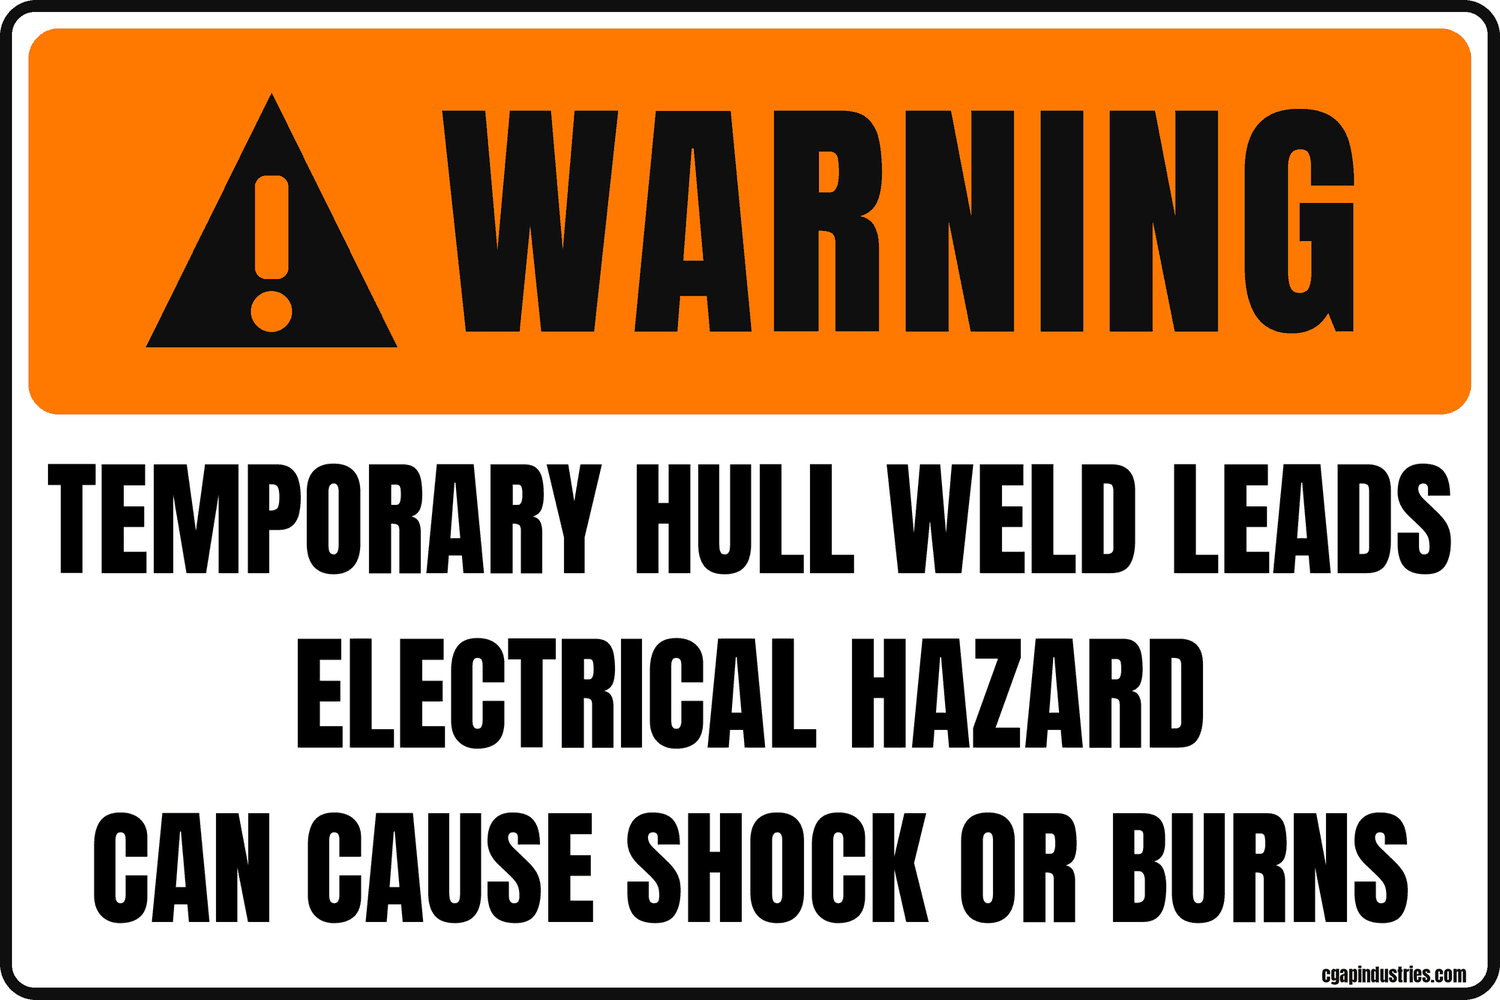 WARNING
TEMPORARY HULL WELD LEADS
ELECTRICAL HAZARD
CAN CAUSE SHOCK OR BURNS
cgapindustries.com